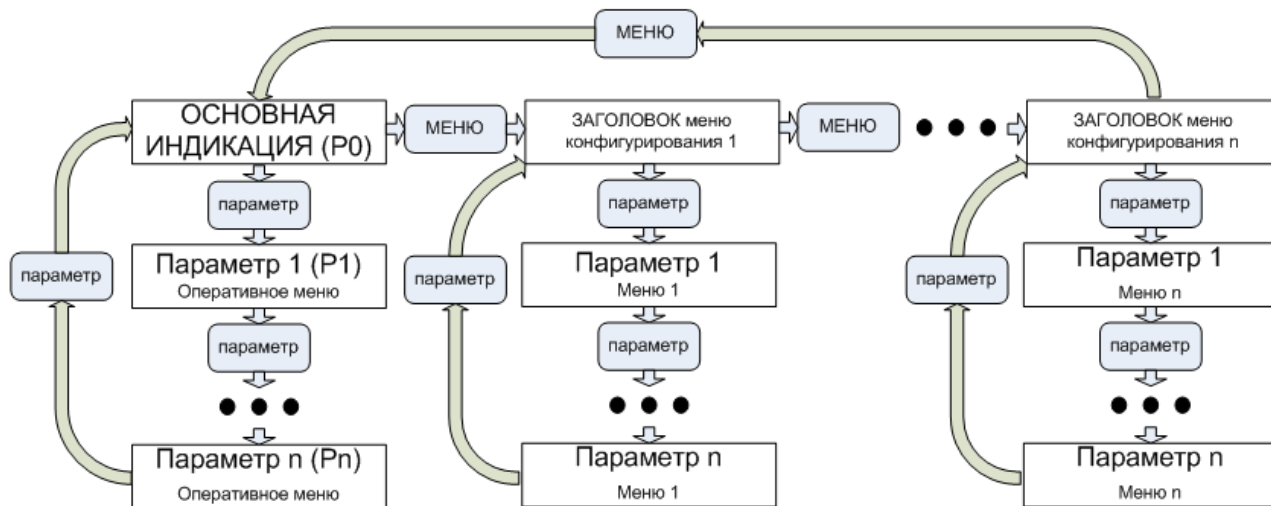 МЕНЮ
ОСНОВНАЯ
ИНДИКАЦИЯ (P0)
МЕНЮ
ЗАГОЛОВОК меню
конфигурирования 1
МЕНЮ
ЗАГОЛОВОК меню
конфигурирования n
параметр
параметр
параметр
параметр
Параметр 1 (P1)
Оперативное меню
параметр
Параметр 1
Меню 1
параметр
Параметр 1
Меню n
параметр
параметр
параметр
Параметр n (Pn)
Оперативное меню
Параметр n
Меню 1
Параметр n
Меню n